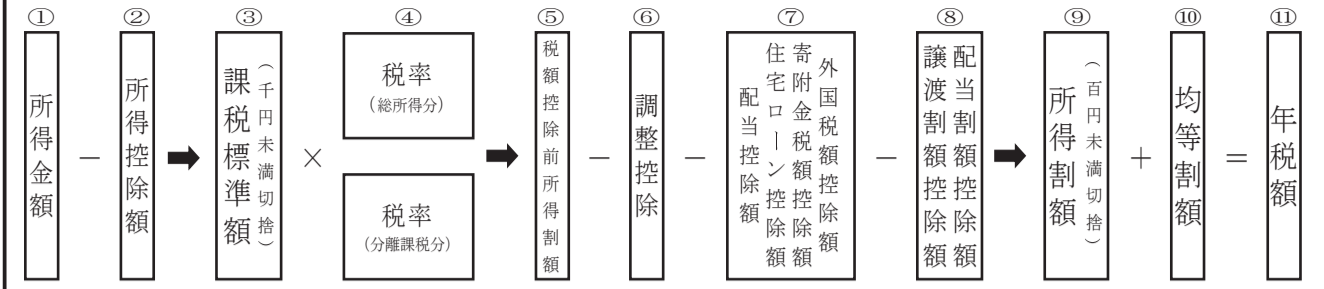 ①
所得金額
−
②
所得控除額
➡
③
課税標準額
（千円未満切捨）
×
④
税率
（総所得分）
税率
（分離課税分）
➡
⑤
税額控除前所得割額
−
⑥
調整控除
−
⑦
外国税額控除額
寄附金税額控除額
住宅ローン控除額
配当控除額
−
⑧
配当割額控除額
譲渡割額控除額
➡
⑨
所得割額
（百円未満切捨）
＋
⑩
均等割額
＝
⑪
年税額